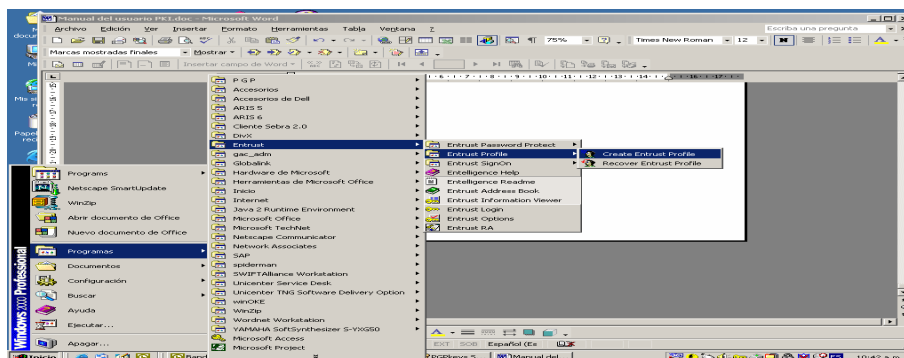 Manual del usuario PKI.doc - Microsoft Word
Archivo Edición Ver Insertar Formato Herramientas Tabla Ventana ?
Escriba una pregunta
75% Times New Roman 12
Marcas mostradas finales Mostrar
Insertar campo de Word
PGP
Accesorios
Accesorios de Dell
ARIS 5
ARIS 6
Cliente Sebra 2.0
DivX
Entrust
gac_adm
Globalink
Hardware de Microsoft
Herramientas de Microsoft Office
Inicio
Internet
Java 2 Runtime Environment
Microsoft Office
Microsoft TechNet
Netscape Communicator
Network Associates
SAP
spiderman
SWIFTAlliance Workstation
Unicenter Service Desk
Unicenter TNG Software Delivery Option
winOKE
WinZip
Wordnet Workstation
YAMAHA SoftSynthesizer S-YXG50
Microsoft Access
Microsoft Project
Entrust Password Protect
Entrust Profile
Entrust SignOn
Entelligence Help
Entelligence Readme
Entrust Address Book
Entrust Information Viewer
Entrust Login
Entrust Options
Entrust RA
Create Entrust Profile
Recover Entrust Profile
Programs
Netscape SmartUpdate
WinZip
Abrir documento de Office
Nuevo documento de Office
Programas
Documentos
Configuración
Buscar
Ayuda
Ejecutar...
Apagar...
Windows 2000 Professional
EXT SOB Español (Es
Inicio
Manual del
10:42 a.m.